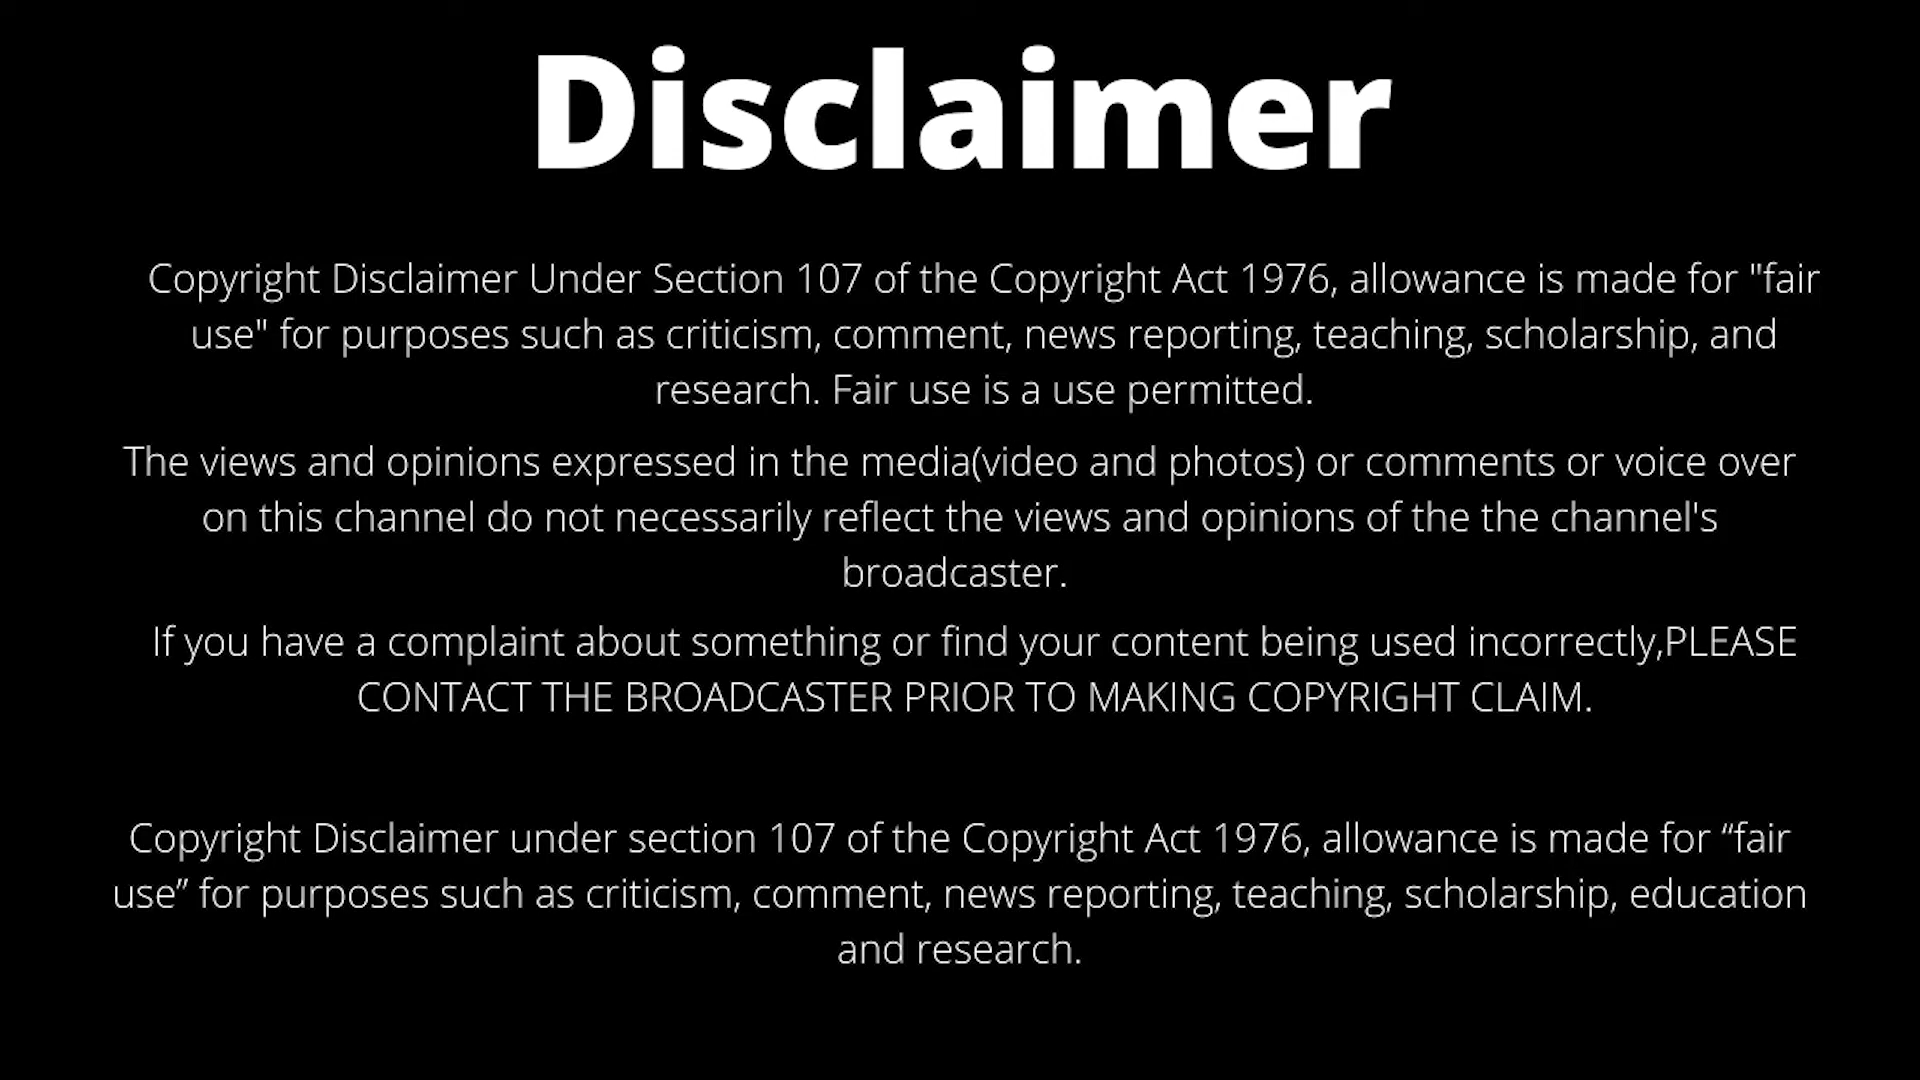 Disclaimer
Copyright Disclaimer Under Section 107 of the Copyright Act 1976, allowance is made for "fair
use" for purposes such as criticism, comment, news reporting, teaching, scholarship, and
research. Fair use is a use permitted.
The views and opinions expressed in the media(video and photos) or comments or voice over
on this channel do not necessarily reflect the views and opinions of the the channel's
broadcaster.
If you have a complaint about something or find your content being used incorrectly,PLEASE
CONTACT THE BROADCASTER PRIOR TO MAKING COPYRIGHT CLAIM.
Copyright Disclaimer under section 107 of the Copyright Act 1976, allowance is made for “fair
use” for purposes such as criticism, comment, news reporting, teaching, scholarship, education
and research.